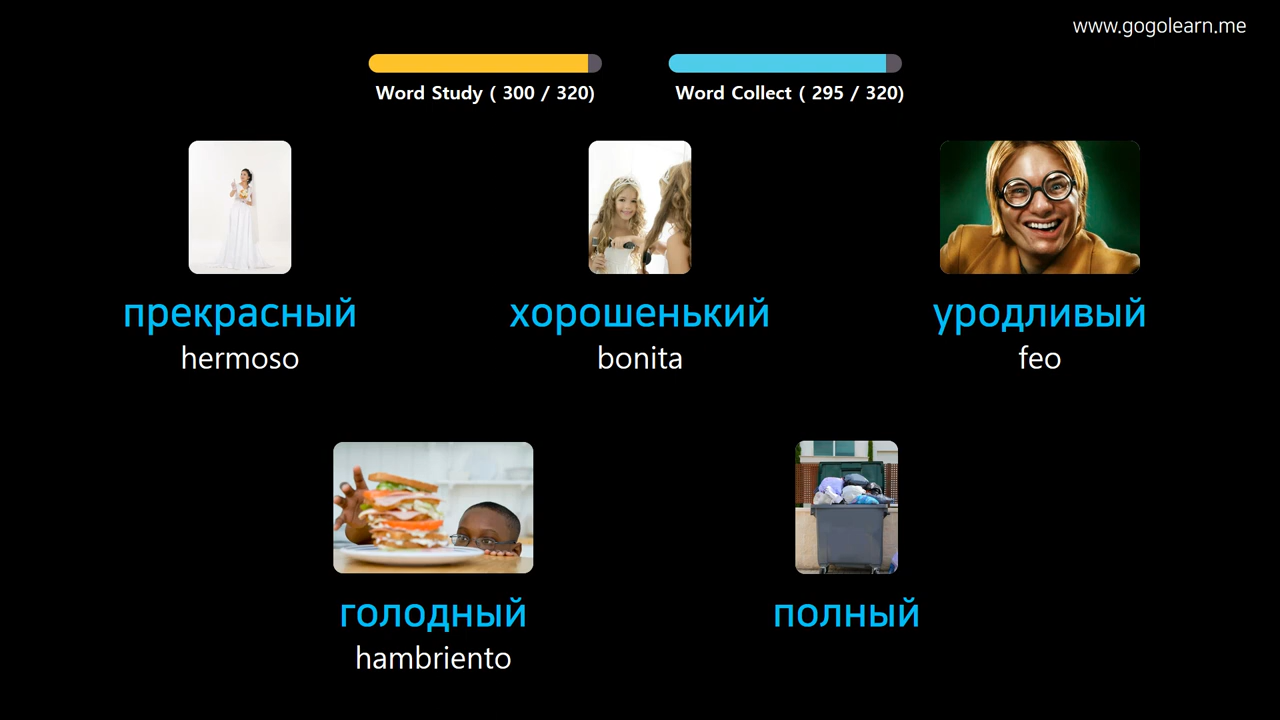 www.gogolearn.me
Word Study ( 300 / 320)
Word Collect ( 295 / 320)
прекрасный
hermoso
хорошенький
bonita
уродливый
feo
голодный
hambriento
полный